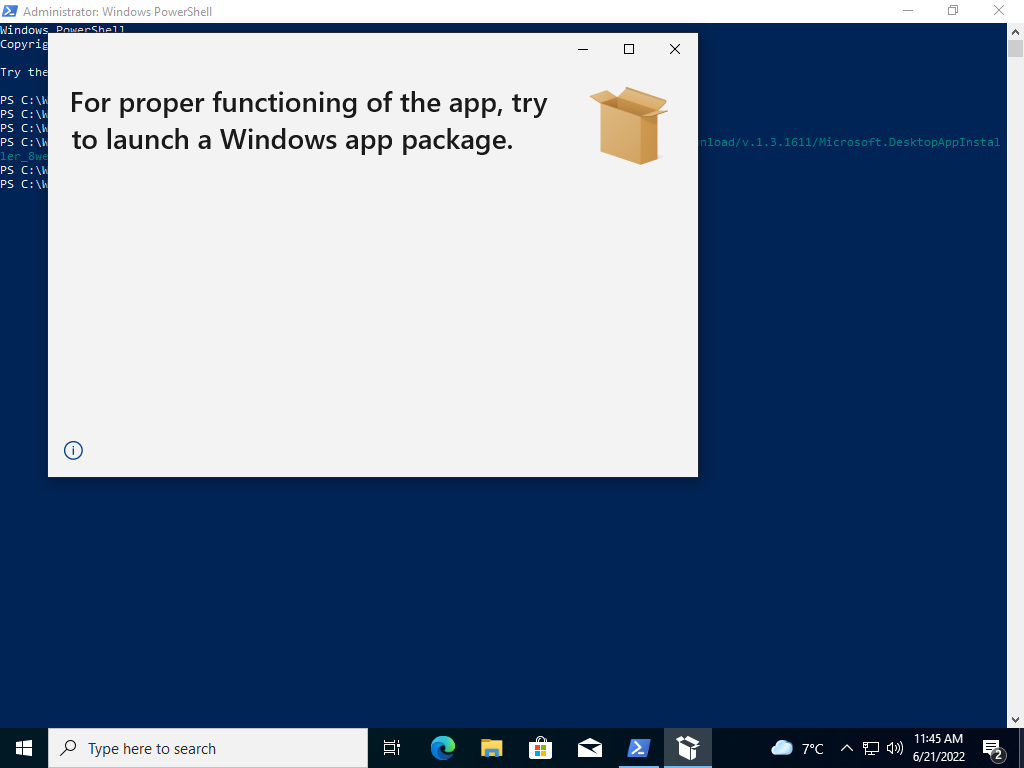 Administrator: Windows PowerShell
Windows PowerShell
Copyrig
Try the
For proper functioning of the app, try
to launch a Windows app package.
PS C:\W
PS C:\W
PS C:\W
PS C:\W nload/v.1.3.1611/Microsoft.DesktopAppInstal
ler_8we
PS C:\W
PS C:\W
Type here to search
7°C
11:45 AM
6/21/2022
2